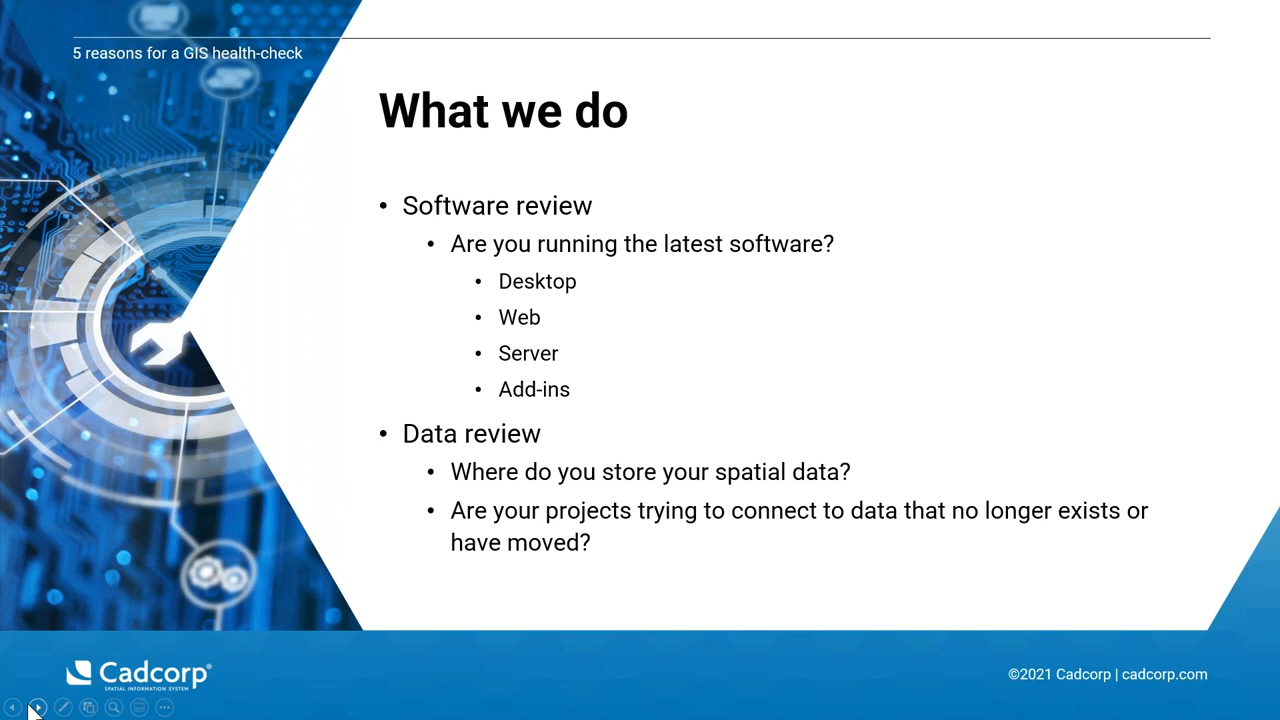 5 reasons for a GIS health-check
What we do
• Software review
• Are you running the latest software?
• Desktop
• Web
• Server
• Add-ins
• Data review
• Where do you store your spatial data?
• Are your projects trying to connect to data that no longer exists or
have moved?
Cadcorp®
SPATIAL INFORMATION SYSTEM
©2021 Cadcorp | cadcorp.com